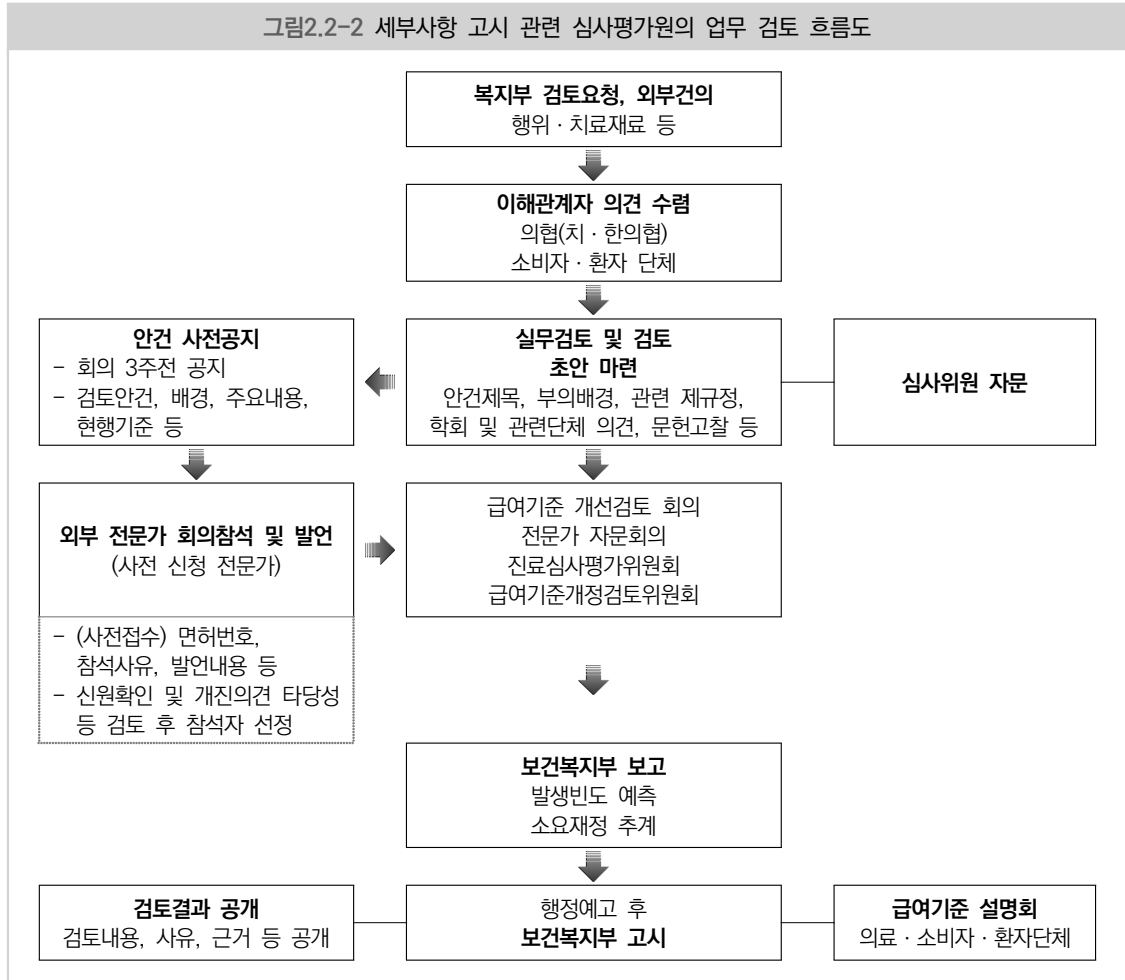 그림2.2-2 세부사항 고시 관련 심사평가원의 업무 검토 흐름도
복지부 검토요청, 외부건의
행위 · 치료재료 등
이해관계자 의견 수렴
의협(치 · 한의협)
소비자 · 환자 단체
안건 사전공지
- 회의 3주전 공지
- 검토안건, 배경, 주요내용,
현행기준 등
실무검토 및 검토
초안 마련
안건제목, 부의배경, 관련 제규정,
학회 및 관련단체 의견, 문헌고찰 등
심사위원 자문
외부 전문가 회의참석 및 발언
(사전 신청 전문가)
- (사전접수) 면허번호,
참석사유, 발언내용 등
- 신원확인 및 개진의견 타당성
등 검토 후 참석자 선정
급여기준 개선검토 회의
전문가 자문회의
진료심사평가위원회
급여기준개정검토위원회
보건복지부 보고
발생빈도 예측
소요재정 추계
검토결과 공개
검토내용, 사유, 근거 등 공개
행정예고 후
보건복지부 고시
급여기준 설명회
의료 · 소비자 · 환자단체